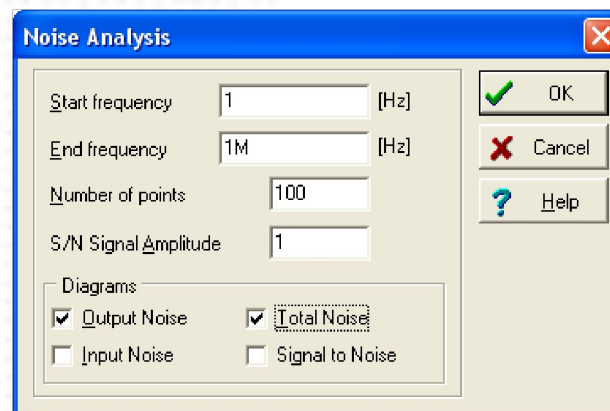 Noise Analysis
Start frequency 1 [Hz]
End frequency 1M [Hz]
Number of points 100
S/N Signal Amplitude 1
Diagrams
Output Noise Total Noise
Input Noise Signal to Noise
OK
Cancel
Help